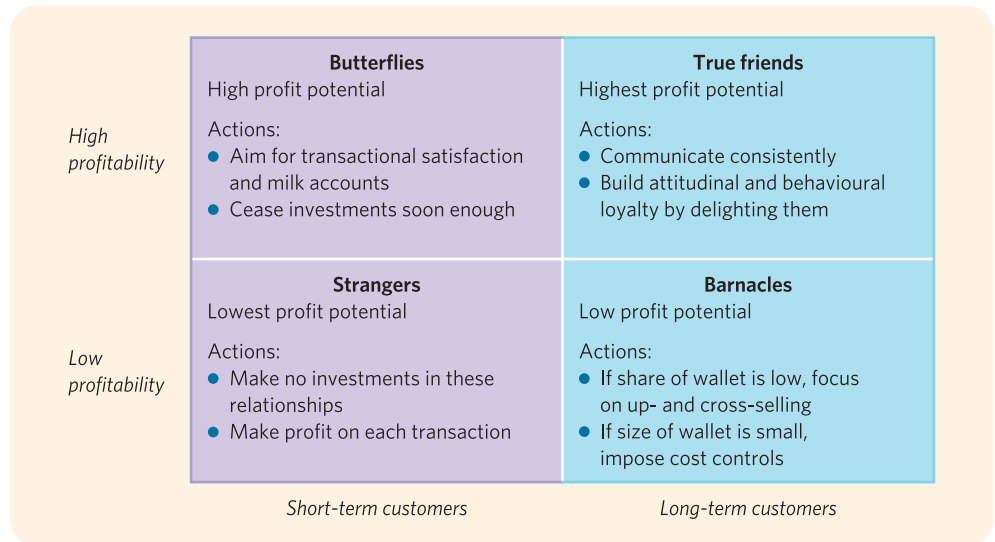 High
profitability
Butterflies
High profit potential
Actions:
● Aim for transactional satisfaction
and milk accounts
● Cease investments soon enough
True friends
Highest profit potential
Actions:
● Communicate consistently
● Build attitudinal and behavioural
loyalty by delighting them
Low
profitability
Strangers
Lowest profit potential
Actions:
● Make no investments in these
relationships
● Make profit on each transaction
Barnacles
Low profit potential
Actions:
● If share of wallet is low, focus
on up- and cross-selling
● If size of wallet is small,
impose cost controls
Short-term customers
Long-term customers